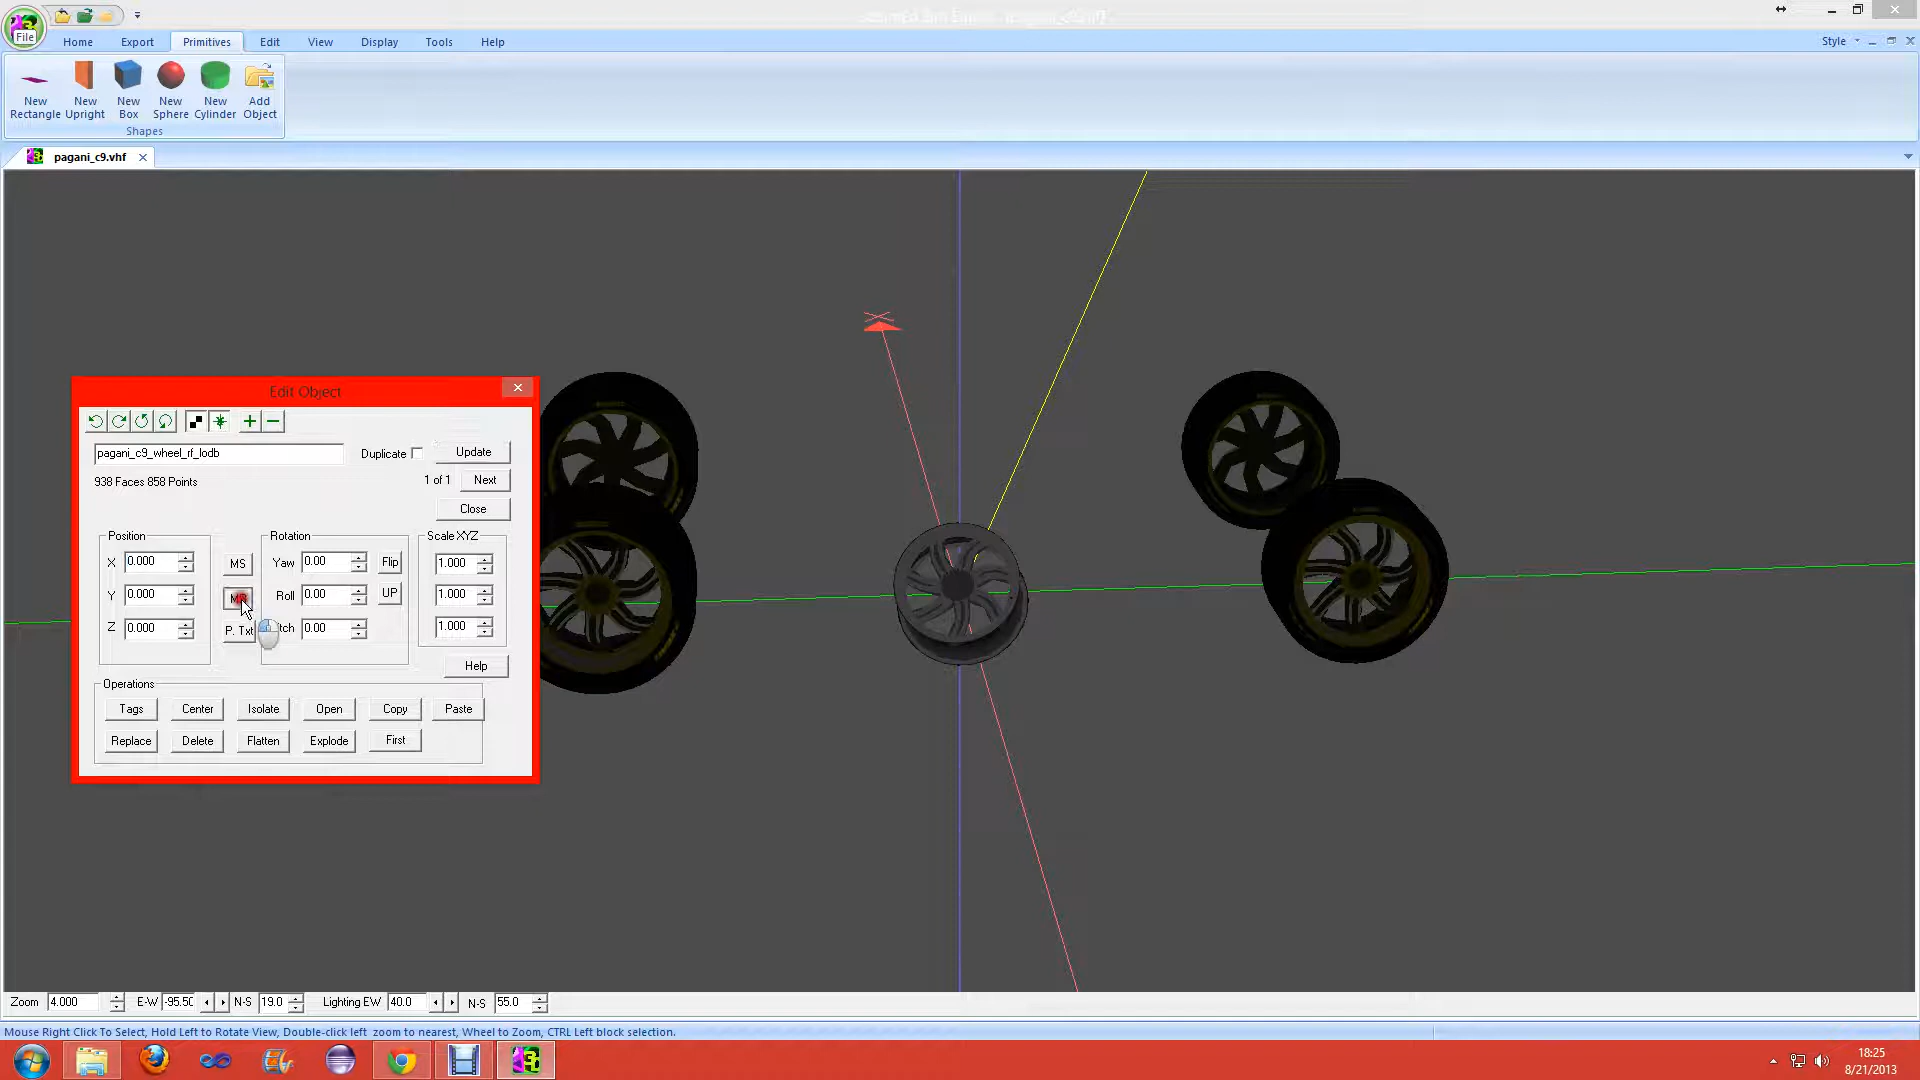 File
Home Export Primitives Edit View Display Tools Help Style
New Rectangle
New Upright
New Box
New Sphere
New Cylinder
Add Object
Shapes
pagani_c9.vhf
Edit Object
pagani_c9_wheel_rf_lodb
Duplicate
Update
938 Faces 858 Points
1 of 1
Next
Close
Position
Rotation
Scale XYZ
X 0.000
MS
Yaw 0.00
Flip
1.000
Y 0.000
Roll 0.00
UP
1.000
Z 0.000
P. Txt
tch 0.00
1.000
Help
Operations
Tags Center Isolate Open Copy Paste
Replace Delete Flatten Explode First
Zoom 4.000 E-W -95.50 N-S 19.0 Lighting EW 40.0 N-S 55.0
Mouse Right Click To Select, Hold Left to Rotate View, Double-click left zoom to nearest, Wheel to Zoom, CTRL Left block selection.
18:25
8/21/2013